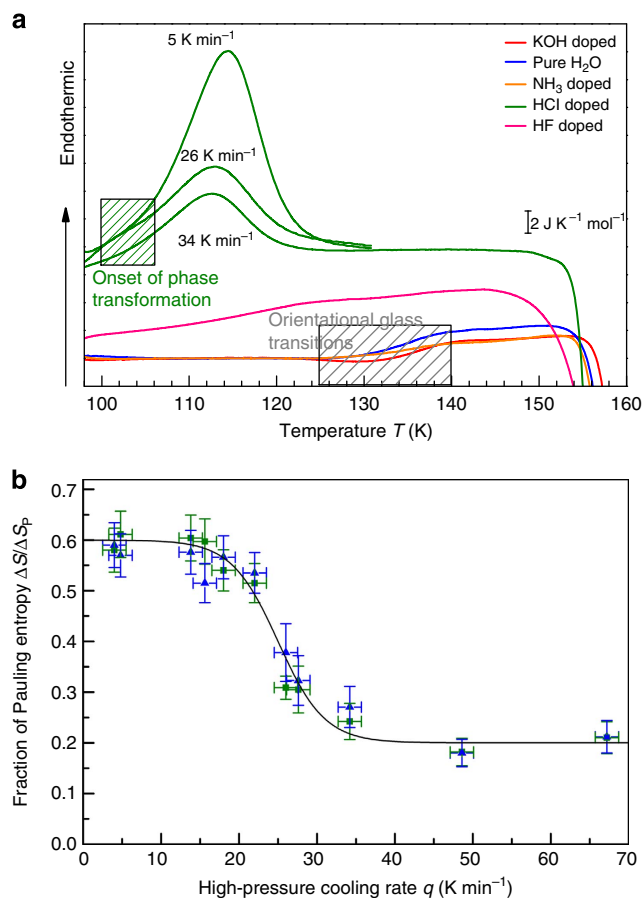 a
5 K min⁻¹
26 K min⁻¹
34 K min⁻¹
KOH doped
Pure H₂O
NH₃ doped
HCl doped
HF doped
2 J K⁻¹ mol⁻¹
Endothermic
Onset of phase
transformation
Orientational glass
transitions
100 110 120 130 140 150 160
Temperature T (K)
b
0.7
0.6
0.5
0.4
0.3
0.2
0.1
0.0
Fraction of Pauling entropy ΔS/ΔSₚ
0 10 20 30 40 50 60 70
High-pressure cooling rate q (K min⁻¹)